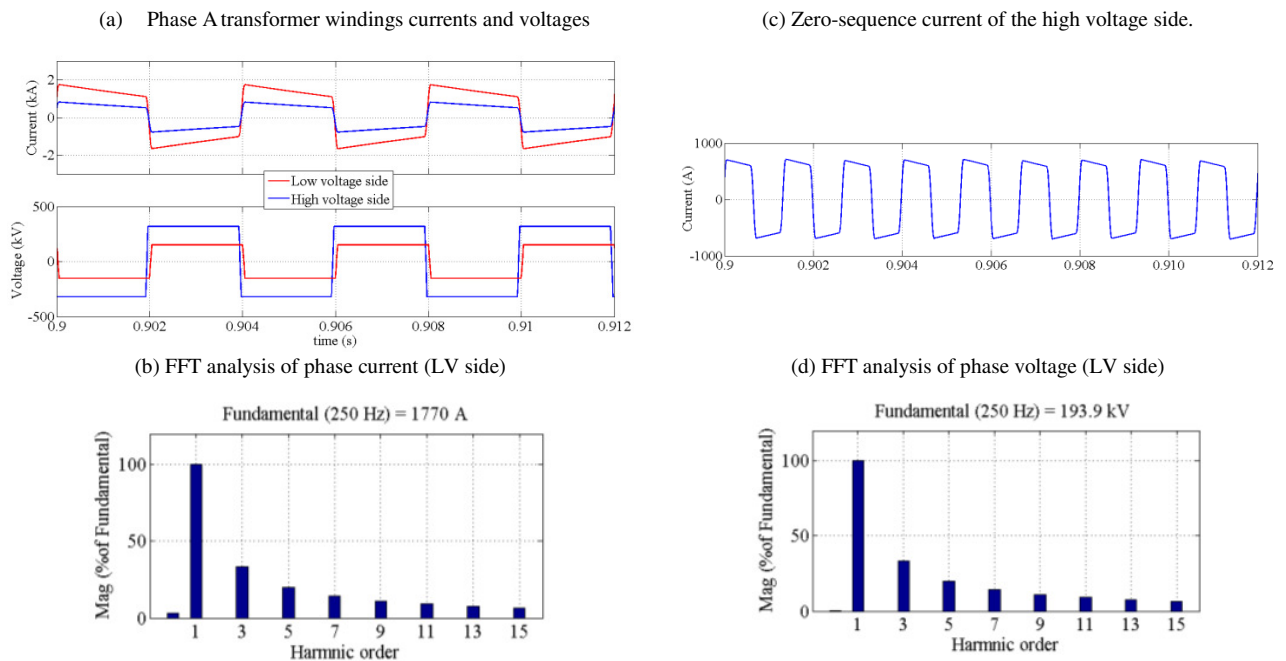 (a) Phase A transformer windings currents and voltages
2
0
-2
Current (kA)
Low voltage side
High voltage side
500
0
-500
Voltage (kV)
0.9 0.902 0.904 0.906 0.908 0.91 0.912
time (s)
(c) Zero-sequence current of the high voltage side.
1000
0
-1000
Current (A)
0.9 0.902 0.904 0.906 0.908 0.910 0.912
(b) FFT analysis of phase current (LV side)
Fundamental (250 Hz) = 1770 A
100
50
0
Mag (%of Fundamental)
1 3 5 7 9 11 13 15
Harmnic order
(d) FFT analysis of phase voltage (LV side)
Fundamental (250 Hz) = 193.9 kV
100
50
0
Mag (%of Fundamental)
1 3 5 7 9 11 13 15
Harmnic order